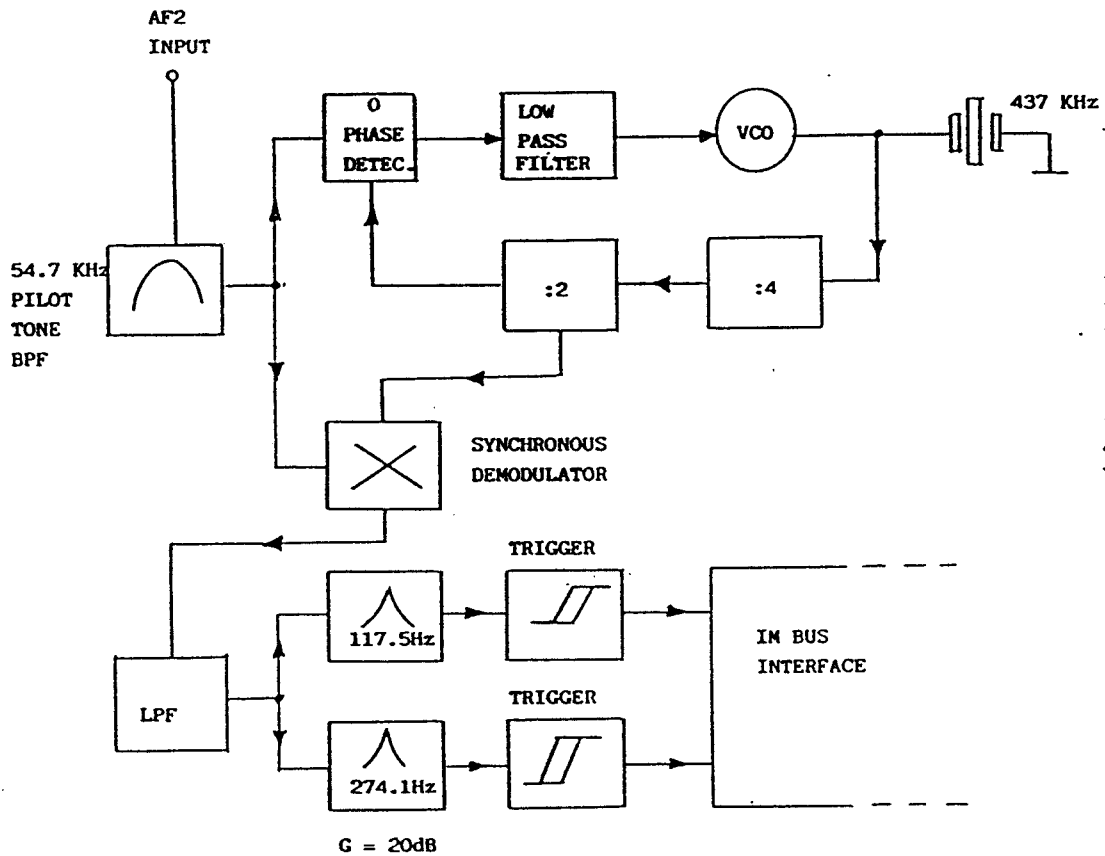 AF2
INPUT
O
PHASE
DETEC.
LOW
PASS
FILTER
VCO
437 KHz
54.7 KHz
PILOT
TONE
BPF
:2
:4
SYNCHRONOUS
DEMODULATOR
TRIGGER
117.5Hz
IM BUS
INTERFACE
LPF
TRIGGER
274.1Hz
G = 20dB